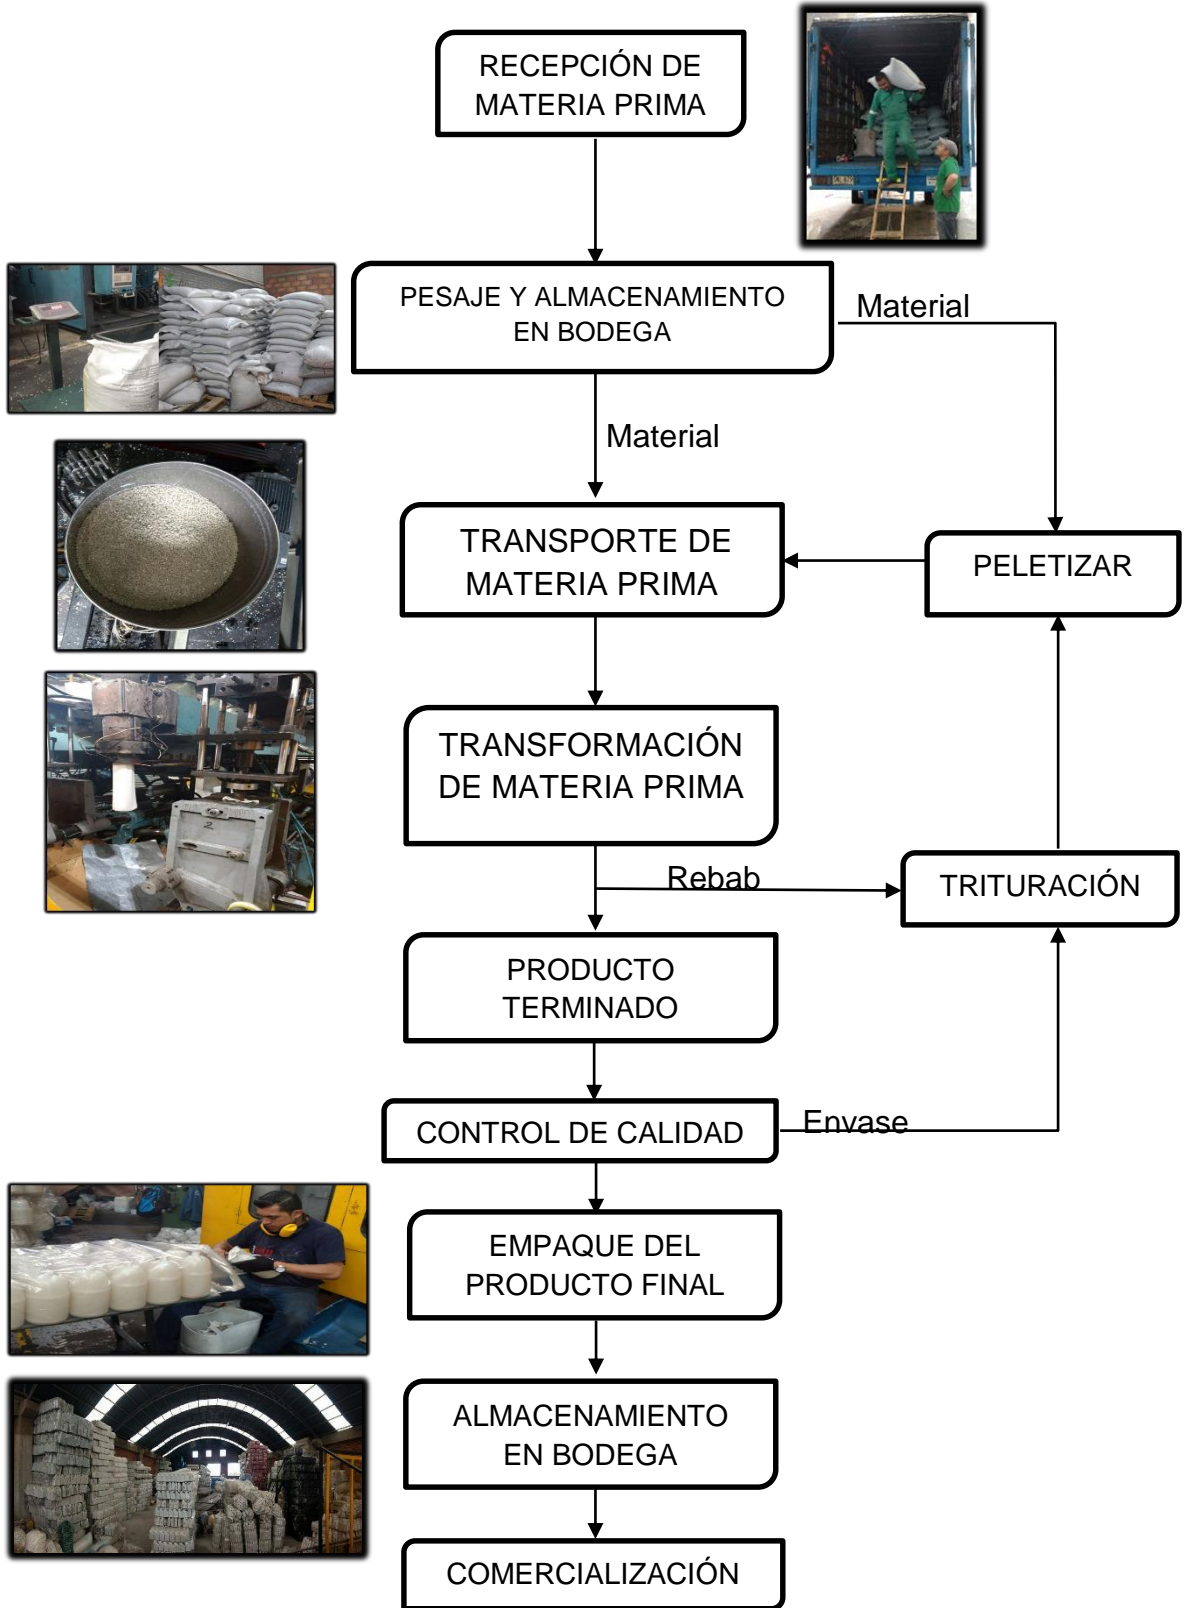 RECEPCIÓN DE
MATERIA PRIMA
PESAJE Y ALMACENAMIENTO
EN BODEGA
Material
Material
TRANSPORTE DE
MATERIA PRIMA
PELETIZAR
TRANSFORMACIÓN
DE MATERIA PRIMA
Rebab
TRITURACIÓN
PRODUCTO
TERMINADO
CONTROL DE CALIDAD
Envase
EMPAQUE DEL
PRODUCTO FINAL
ALMACENAMIENTO
EN BODEGA
COMERCIALIZACIÓN